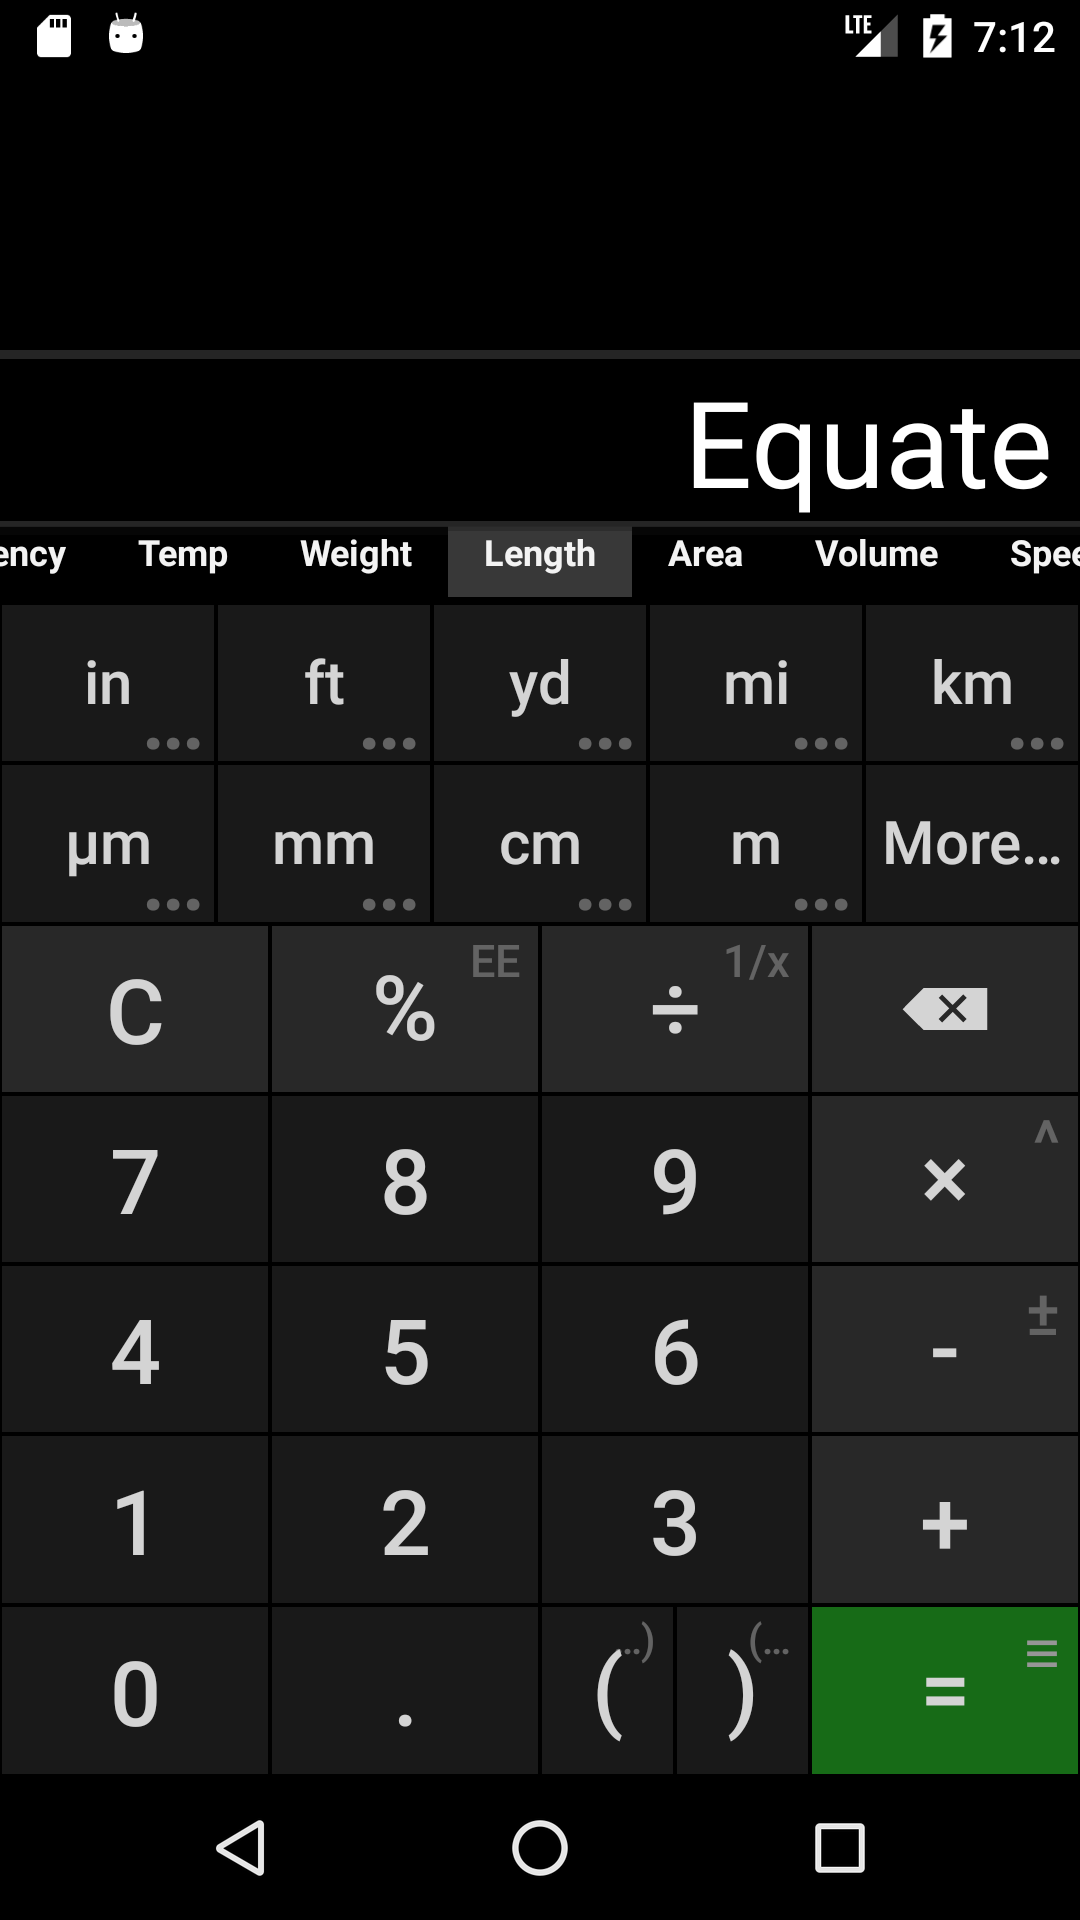 LTE 7:12
Equate
ency Temp Weight Length Area Volume Spee
in ft yd mi km
µm mm cm m More...
C % EE ÷ 1/x
7 8 9 × ^
4 5 6 - ±
1 2 3 +
0 . ( ..) ) (... = ≡